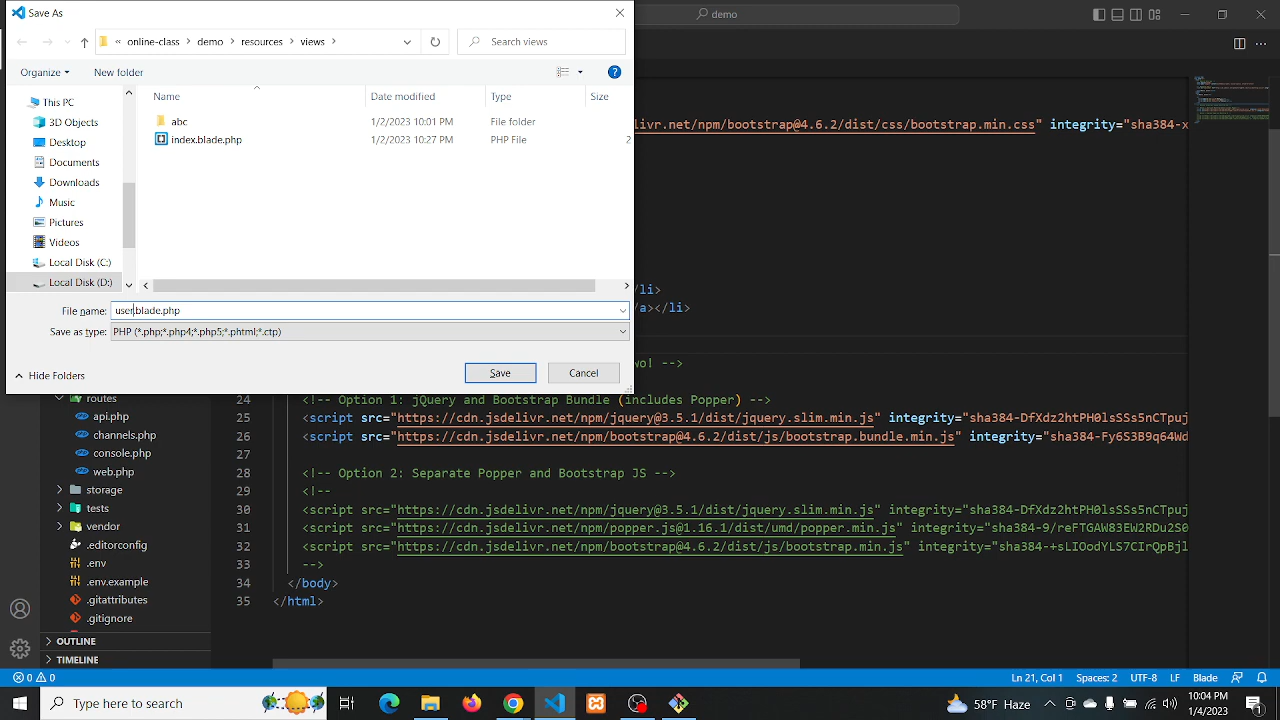 Save As
demo
« online-class > demo > resources > views >
Search views
Organize
New folder
Name
Date modified
Type
Size
This PC
3D Objects
Desktop
Documents
Downloads
Music
Pictures
Videos
Local Disk (C:)
Local Disk (D:)
abc
1/2/2023 10:01 PM
File folder
index.blade.php
1/2/2023 10:27 PM
PHP File
2
File name:
user.blade.php
Save as type:
PHP (*.php;*.php4;*.php5;*.phtml;*.ctp)
Hide Folders
Save
Cancel
livr.net/npm/bootstrap@4.6.2/dist/css/bootstrap.min.css" integrity="sha384-x
/li>
/a></li>
wo! -->
24 <!-- Option 1: jQuery and Bootstrap Bundle (includes Popper) -->
25 <script src="https://cdn.jsdelivr.net/npm/jquery@3.5.1/dist/jquery.slim.min.js" integrity="sha384-DfXdz2htPH0lsSSs5nCTpuj
26 <script src="https://cdn.jsdelivr.net/npm/bootstrap@4.6.2/dist/js/bootstrap.bundle.min.js" integrity="sha384-Fy6S3B9q64Wd
27
28 <!-- Option 2: Separate Popper and Bootstrap JS -->
29 <!--
30 <script src="https://cdn.jsdelivr.net/npm/jquery@3.5.1/dist/jquery.slim.min.js" integrity="sha384-DfXdz2htPH0lsSSs5nCTpuj
31 <script src="https://cdn.jsdelivr.net/npm/popper.js@1.16.1/dist/umd/popper.min.js" integrity="sha384-9/reFTGAW83EW2RDu2S0
32 <script src="https://cdn.jsdelivr.net/npm/bootstrap@4.6.2/dist/js/bootstrap.min.js" integrity="sha384-+sLIOodYLS7CIrQpBjl
33 -->
34 </body>
35 </html>
routes
api.php
channels.php
console.php
web.php
storage
tests
vendor
.editorconfig
.env
.env.example
.gitattributes
.gitignore
OUTLINE
TIMELINE
0 0
Ln 21, Col 1
Spaces: 2
UTF-8
LF
Blade
Type here to search
58°F Haze
10:04 PM
1/4/2023